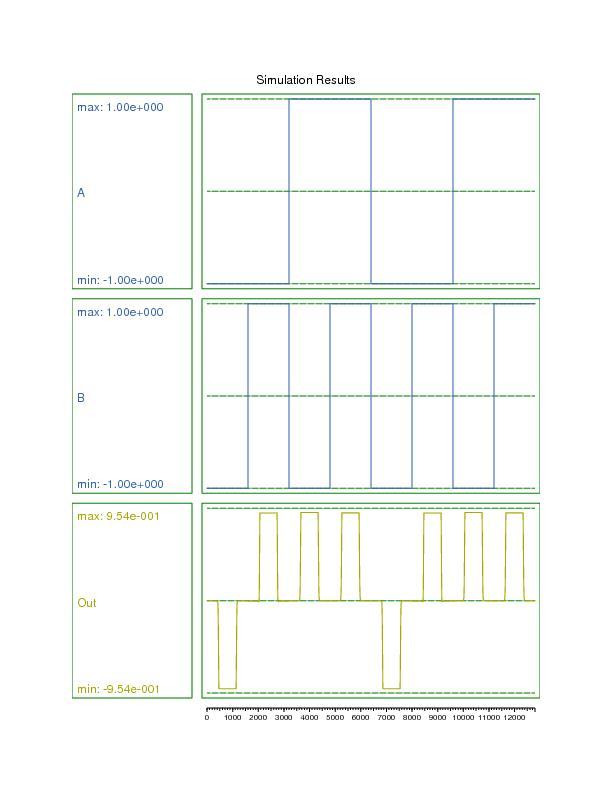 Simulation Results
max: 1.00e+000
A
min: -1.00e+000
max: 1.00e+000
B
min: -1.00e+000
max: 9.54e-001
Out
min: -9.54e-001
0 1000 2000 3000 4000 5000 6000 7000 8000 9000 10000 11000 12000